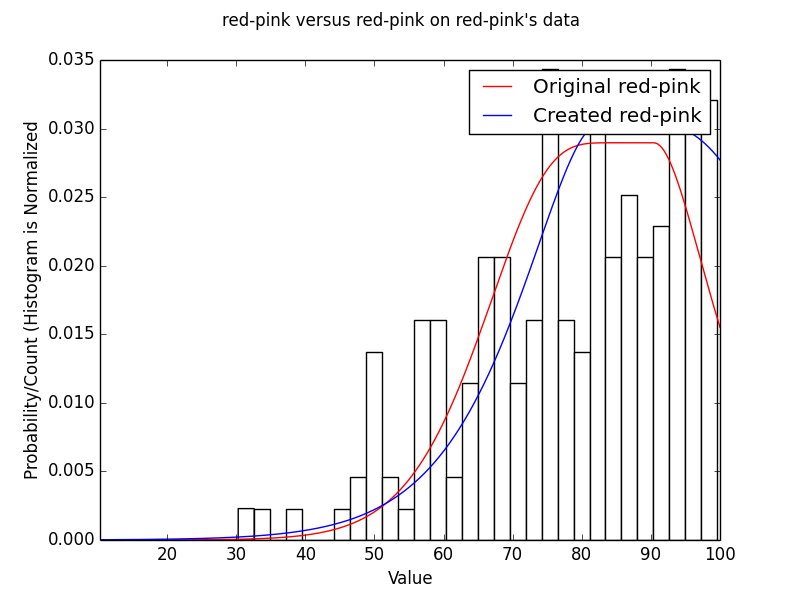 red-pink versus red-pink on red-pink's data
Original red-pink
Created red-pink
Probability/Count (Histogram is Normalized
0.035
0.030
0.025
0.020
0.015
0.010
0.005
0.000
20 30 40 50 60 70 80 90 100
Value